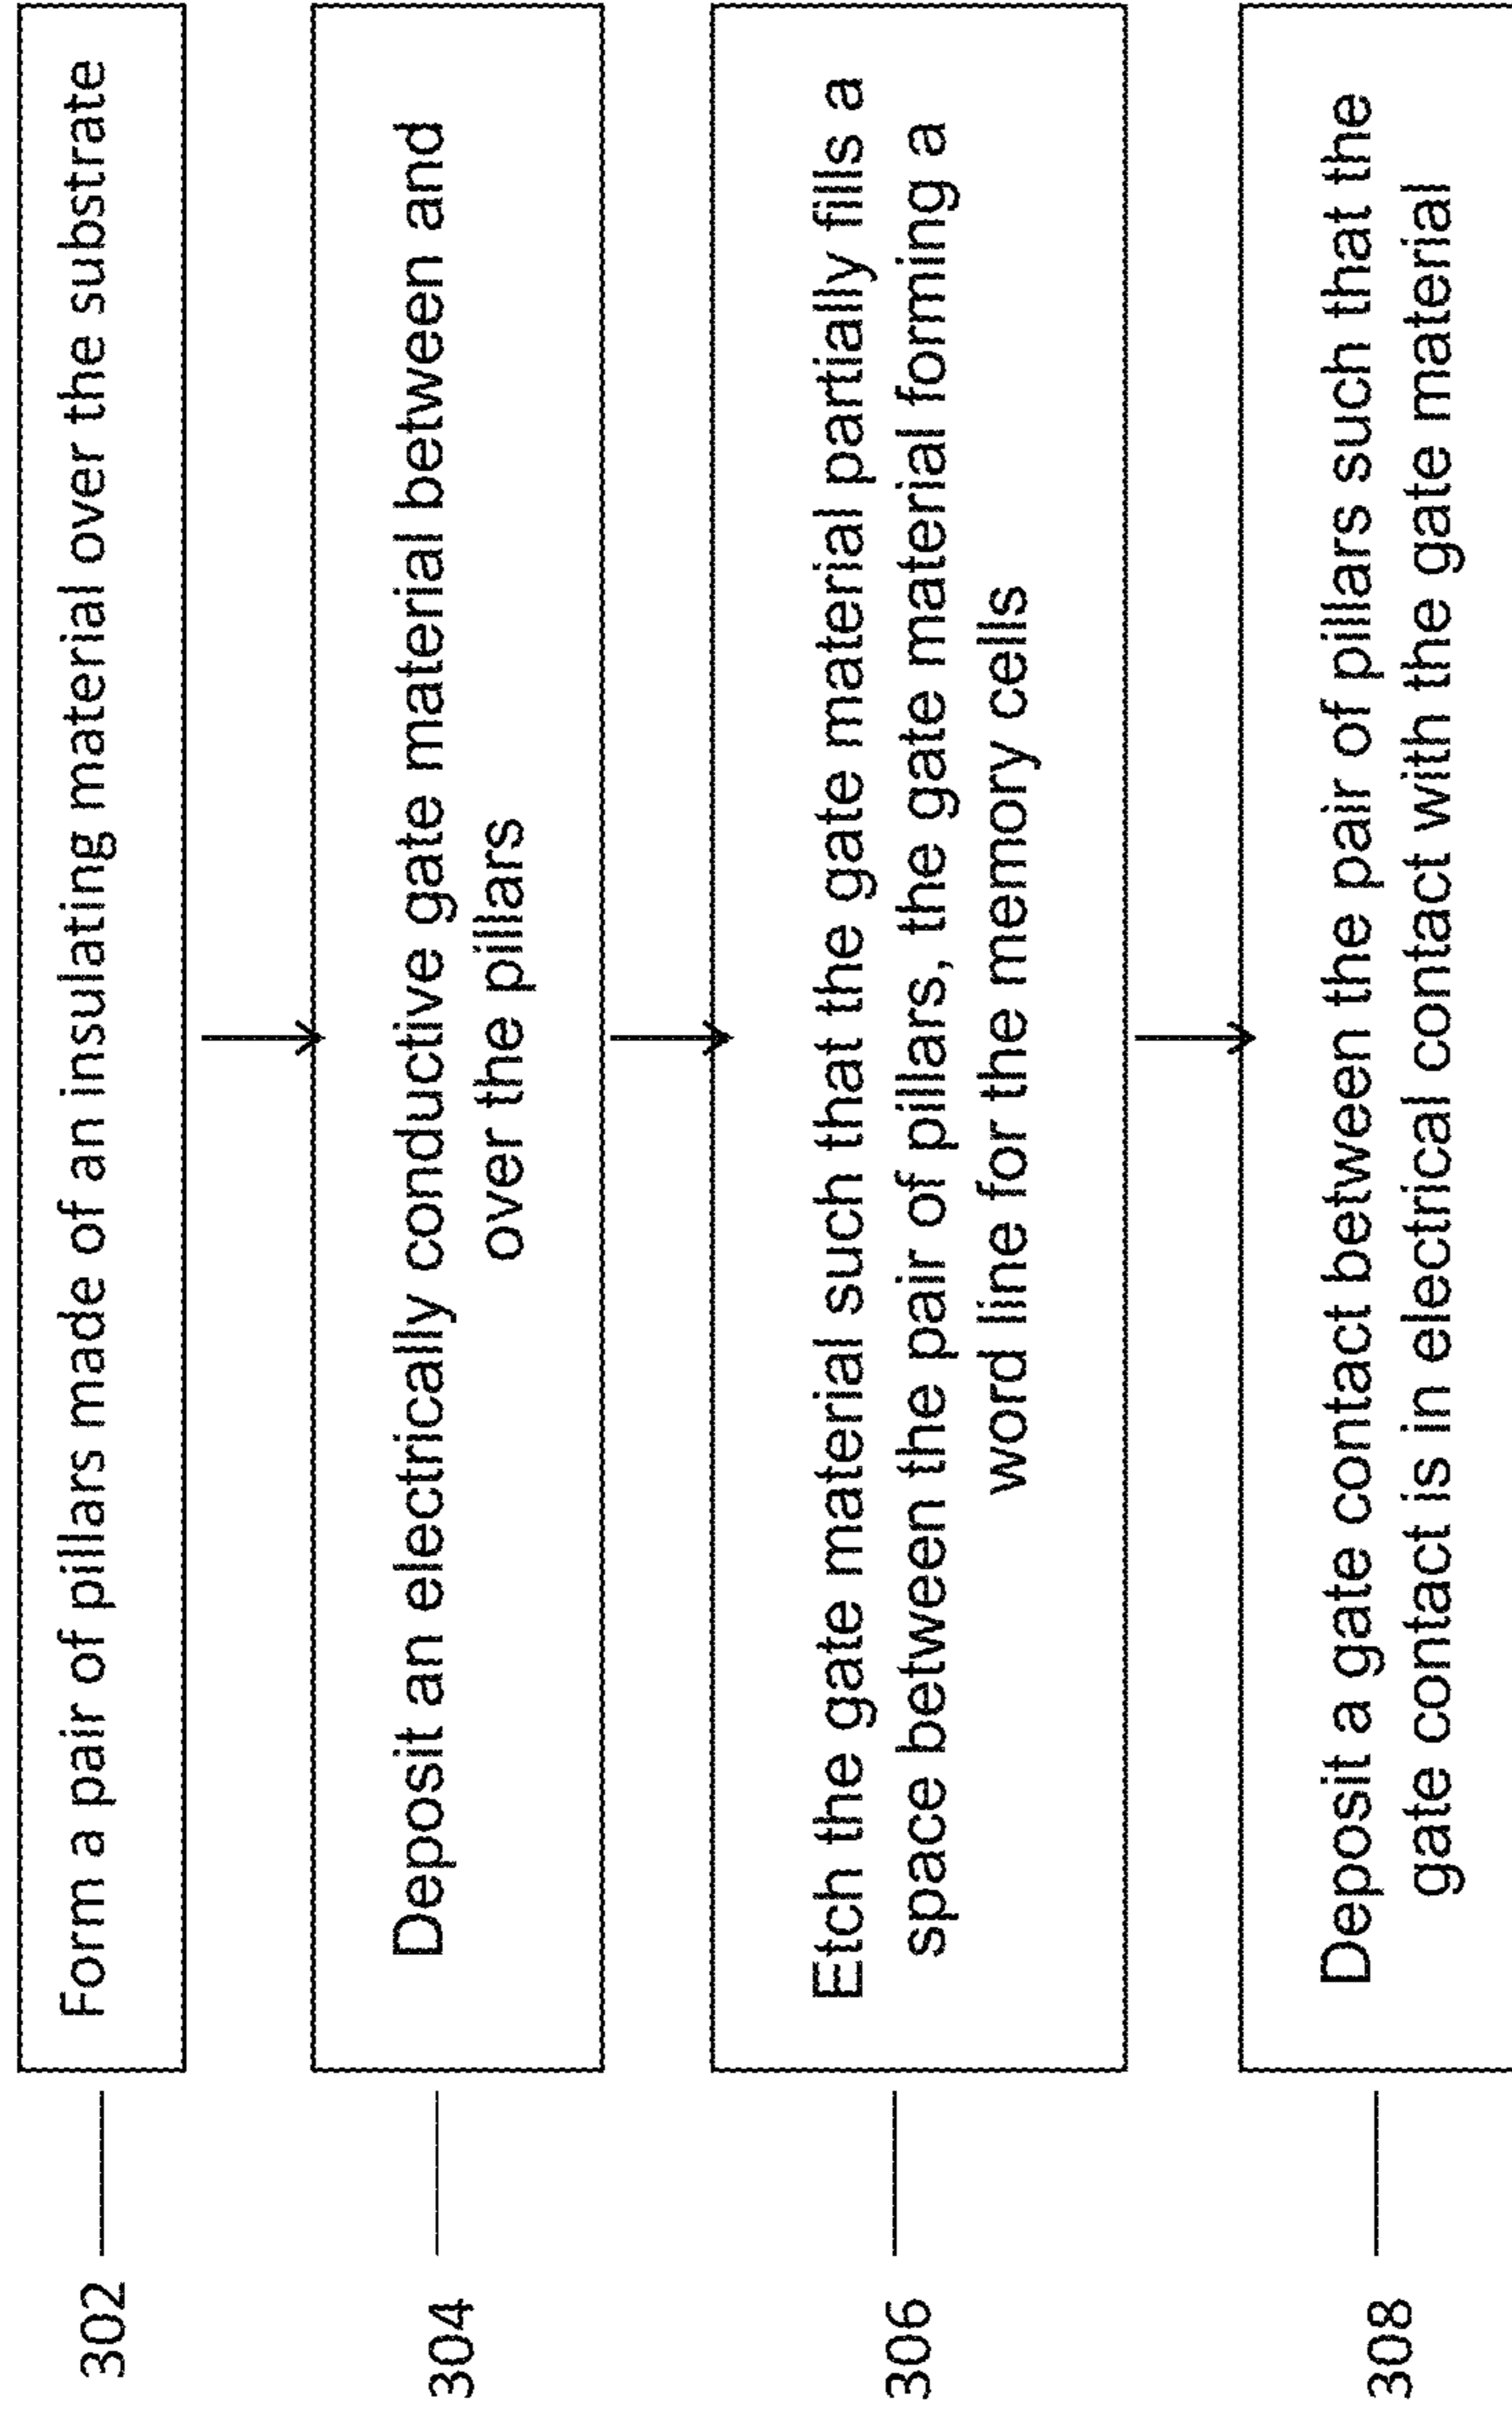 302
Form a pair of pillars made of an insulating material over the substrate
304
Deposit an electrically conductive gate material between and
over the pillars
306
Etch the gate material such that the gate material partially fills a
space between the pair of pillars, the gate material forming a
word line for the memory cells
308
Deposit a gate contact between the pair of pillars such that the
gate contact is in electrical contact with the gate material